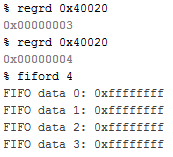 % regrd 0x40020
0x00000003
% regrd 0x40020
0x00000004
% fiford 4
FIFO data 0: 0xffffffff
FIFO data 1: 0xffffffff
FIFO data 2: 0xffffffff
FIFO data 3: 0xffffffff